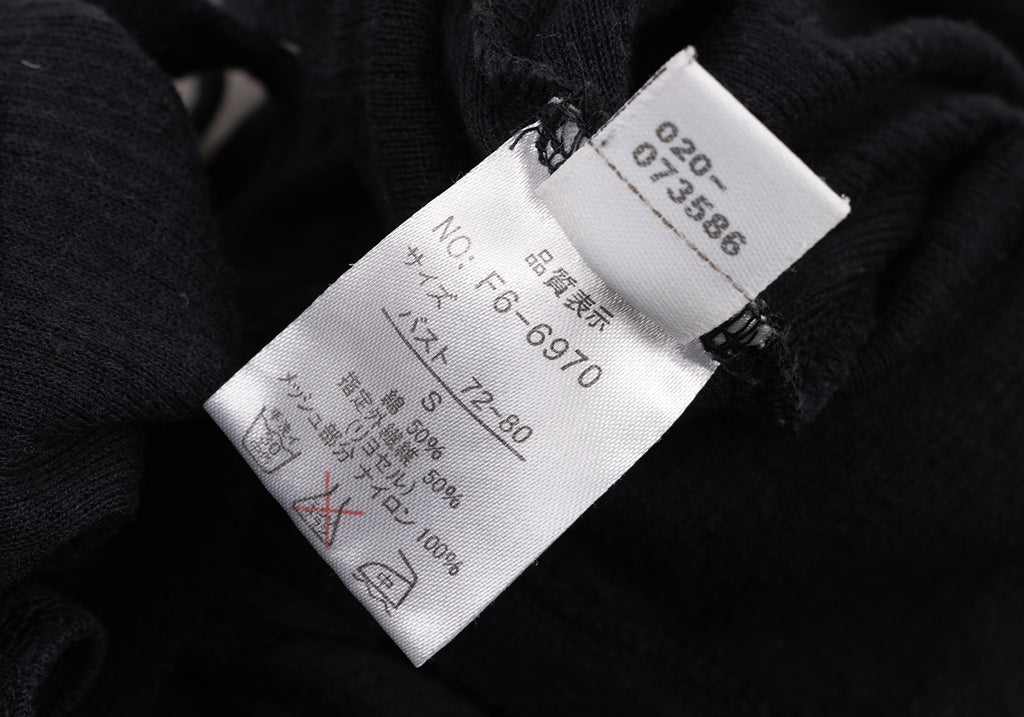 020-
073586
品質表示
NO: F6-6970
サイズ
バスト 72-80
S
綿 50%
指定外繊維 50%
(リヨセル)
メッシュ部分 ナイロン 100%
中